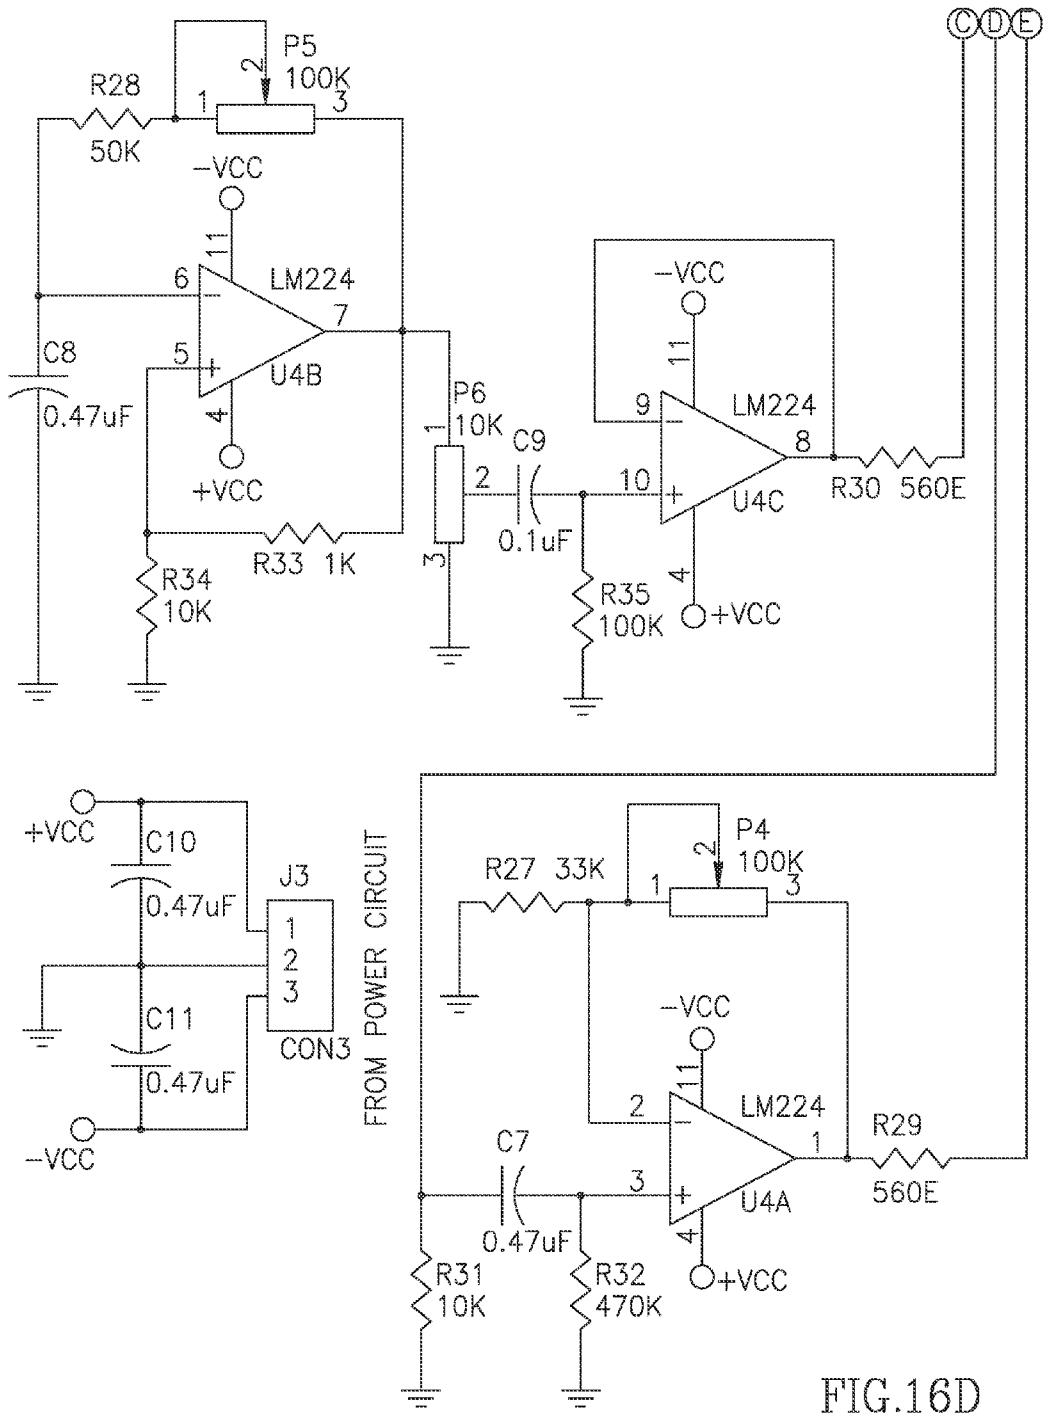 C D E
P5
100K
2
1
3
R28
50K
-VCC
11
LM224
6
7
5
U4B
4
+VCC
C8
0.47uF
P6
10K
1
2
3
C9
0.1uF
R33 1K
R34
10K
R35
100K
-VCC
11
LM224
9
8
10
U4C
4
+VCC
R30 560E
+VCC
C10
0.47uF
J3
1
2
3
CON3
C11
0.47uF
-VCC
FROM POWER CIRCUIT
P4
100K
2
R27 33K
1
3
-VCC
11
LM224
2
1
3
U4A
4
+VCC
R29
560E
C7
0.47uF
R31
10K
R32
470K
FIG.16D